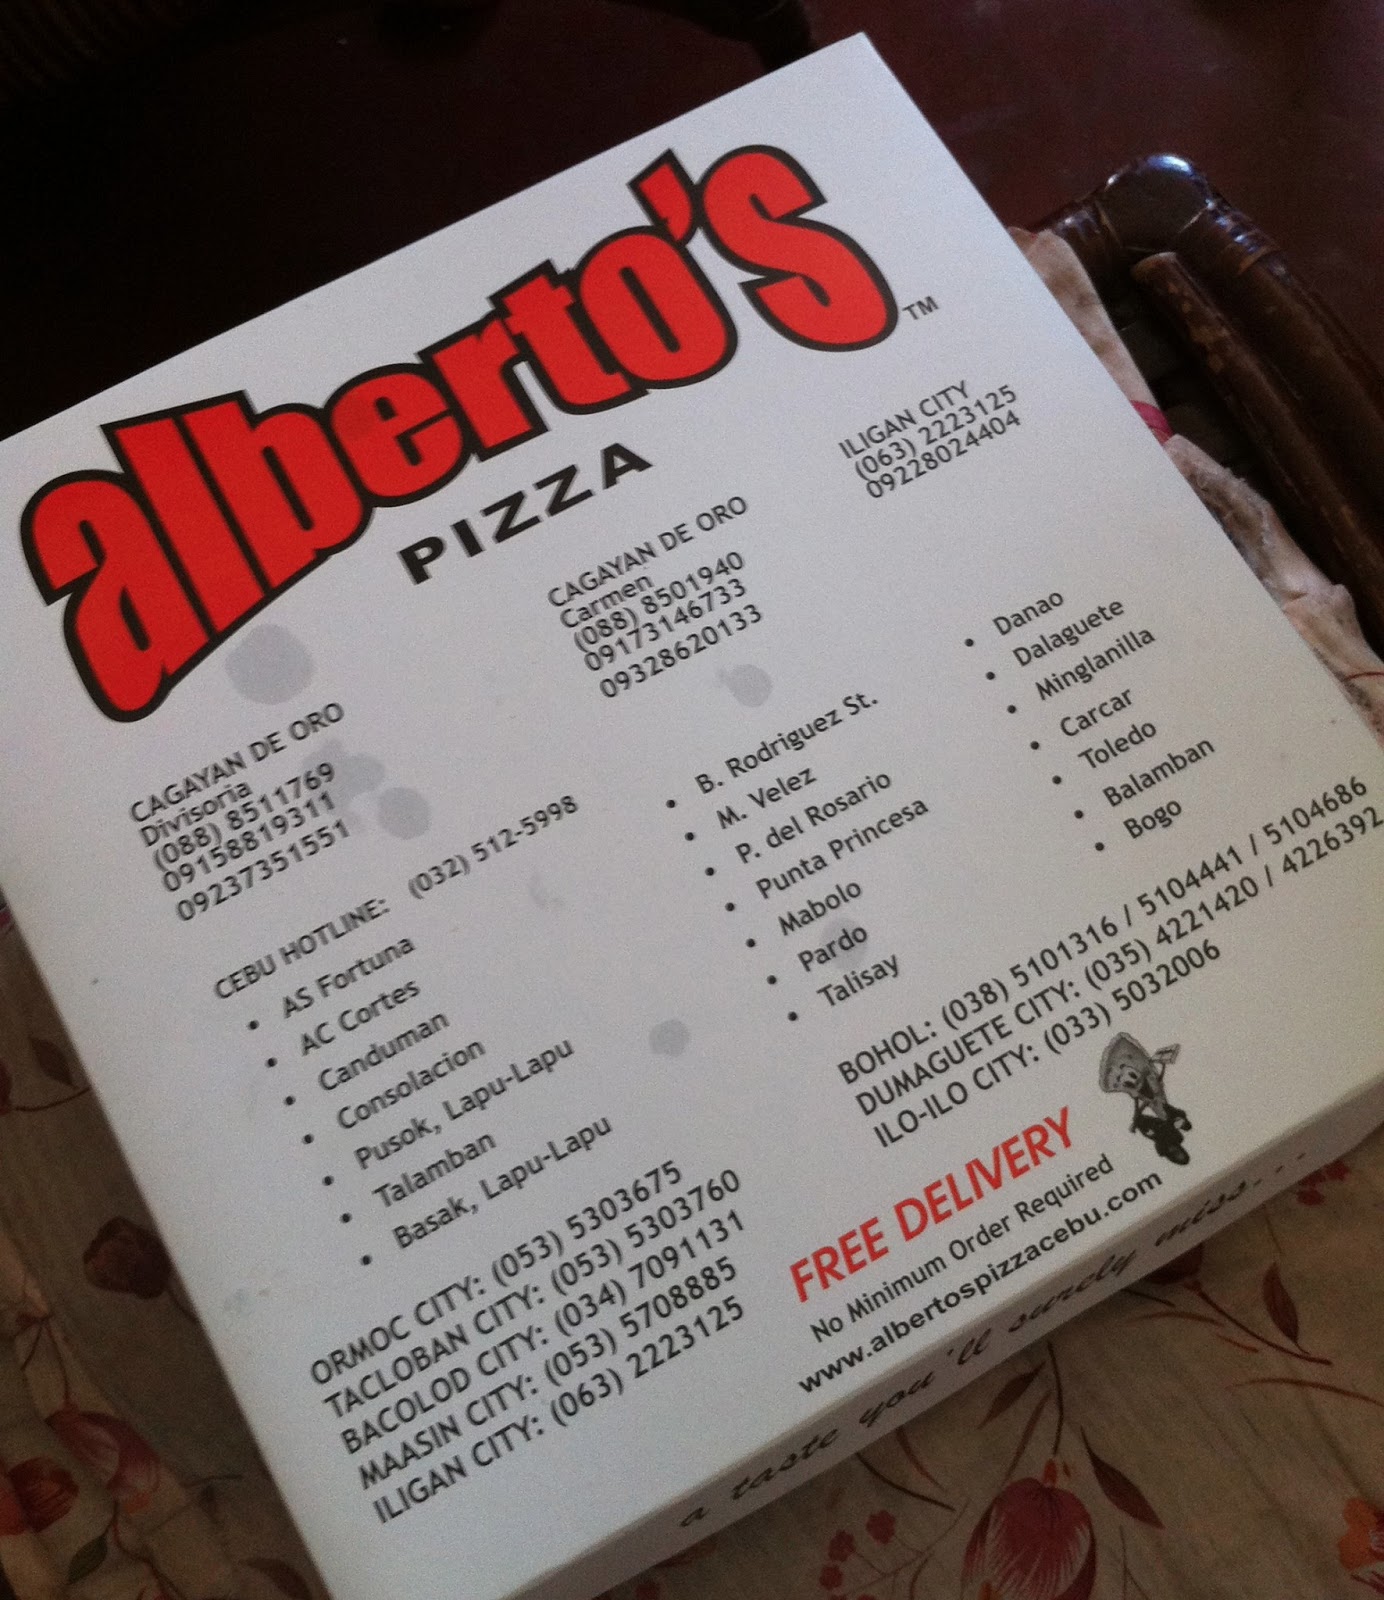 alberto's™
PIZZA
ILIGAN CITY
(063) 2223125
09228024404
CAGAYAN DE ORO
Carmen
(088) 8501940
09173146733
09328620133
CAGAYAN DE ORO
Divisoria
(088) 8511769
09158819311
09237351551
CEBU HOTLINE: (032) 512-5998
• AS Fortuna
• AC Cortes
• Canduman
• Consolacion
• Pusok, Lapu-Lapu
• Talamban
• Basak, Lapu-Lapu
• B. Rodriguez St.
• M. Velez
• P. del Rosario
• Punta Princesa
• Mabolo
• Pardo
• Talisay
• Danao
• Dalaguete
• Minglanilla
• Carcar
• Toledo
• Balamban
• Bogo
ORMOC CITY: (053) 5303675
TACLOBAN CITY: (053) 5303760
BACOLOD CITY: (034) 7091131
MAASIN CITY: (053) 5708885
ILIGAN CITY: (063) 2223125
BOHOL: (038) 5101316 / 5104441 / 5104686
DUMAGUETE CITY: (035) 4221420 / 4226392
ILO-ILO CITY: (033) 5032006
FREE DELIVERY
No Minimum Order Required
www.albertospizzacebu.com
a taste you'll surely miss...